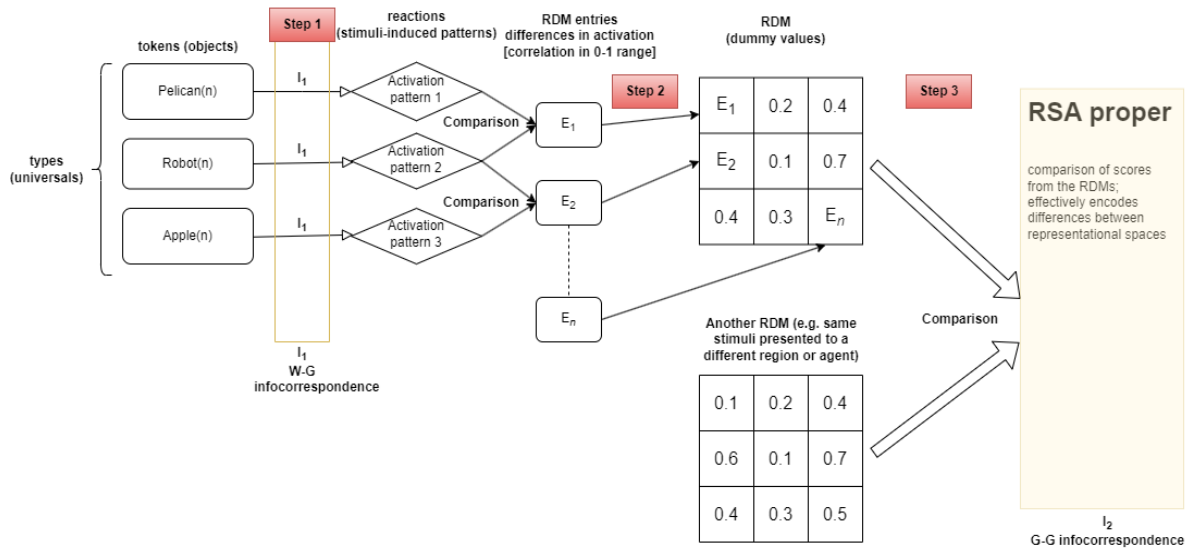 Step 1
reactions
(stimuli-induced patterns)
RDM entries
differences in activation
[correlation in 0-1 range]
RDM
(dummy values)
tokens (objects)
Step 2
Step 3
types
(universals)
Pelican(n)
I1
Activation
pattern 1
Comparison
E1
Robot(n)
I1
Activation
pattern 2
Comparison
E2
Apple(n)
I1
Activation
pattern 3
En
E1 0.2 0.4
E2 0.1 0.7
0.4 0.3 En
I1
W-G
infocorrespondence
Another RDM (e.g. same
stimuli presented to a
different region or agent)
0.1 0.2 0.4
0.6 0.1 0.7
0.4 0.3 0.5
Comparison
RSA proper
comparison of scores
from the RDMs;
effectively encodes
differences between
representational spaces
I2
G-G infocorrespondence